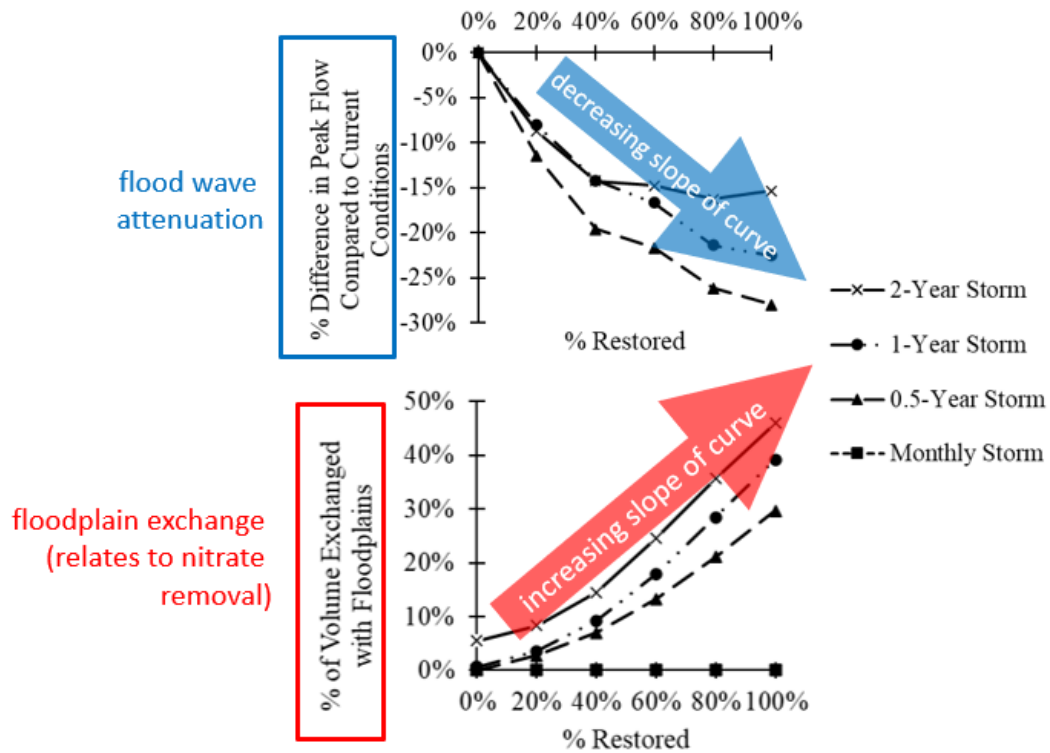 0% 20% 40% 60% 80% 100%
0%
-5%
-10%
-15%
-20%
-25%
-30%
% Difference in Peak Flow
Compared to Current
Conditions
flood wave
attenuation
decreasing slope of curve
% Restored
2-Year Storm
1-Year Storm
0.5-Year Storm
Monthly Storm
50%
40%
30%
20%
10%
0%
% of Volume Exchanged
with Floodplains
floodplain exchange
(relates to nitrate
removal)
increasing slope of curve
0% 20% 40% 60% 80% 100%
% Restored